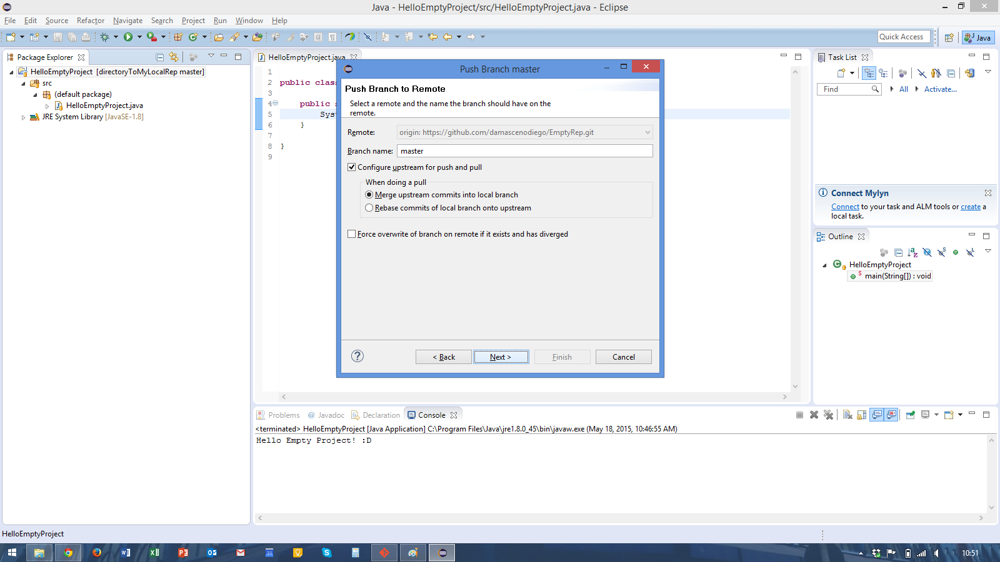 Java - HelloEmptyProject/src/HelloEmptyProject.java - Eclipse
File Edit Source Refactor Navigate Search Project Run Window Help
Quick Access
Java
Package Explorer
HelloEmptyProject [directoryToMyLocalRep master]
src
(default package)
HelloEmptyProject.java
JRE System Library [JavaSE-1.8]
HelloEmptyProject.java
1
2 public class
3
4 public s
5 Syst
6 }
7
8 }
9
Push Branch master
Push Branch to Remote
Select a remote and the name the branch should have on the
remote.
Remote: origin: https://github.com/damascenodiego/EmptyRep.git
Branch name: master
Configure upstream for push and pull
When doing a pull
Merge upstream commits into local branch
Rebase commits of local branch onto upstream
Force overwrite of branch on remote if it exists and has diverged
< Back Next > Finish Cancel
Task List
Find All Activate...
Connect Mylyn
Connect to your task and ALM tools or create a
local task.
Outline
HelloEmptyProject
main(String[]) : void
Problems @ Javadoc Declaration Console
<terminated> HelloEmptyProject [Java Application] C:\Program Files\Java\jre1.8.0_45\bin\javaw.exe (May 18, 2015, 10:46:55 AM)
Hello Empty Project! :D
HelloEmptyProject
10:51